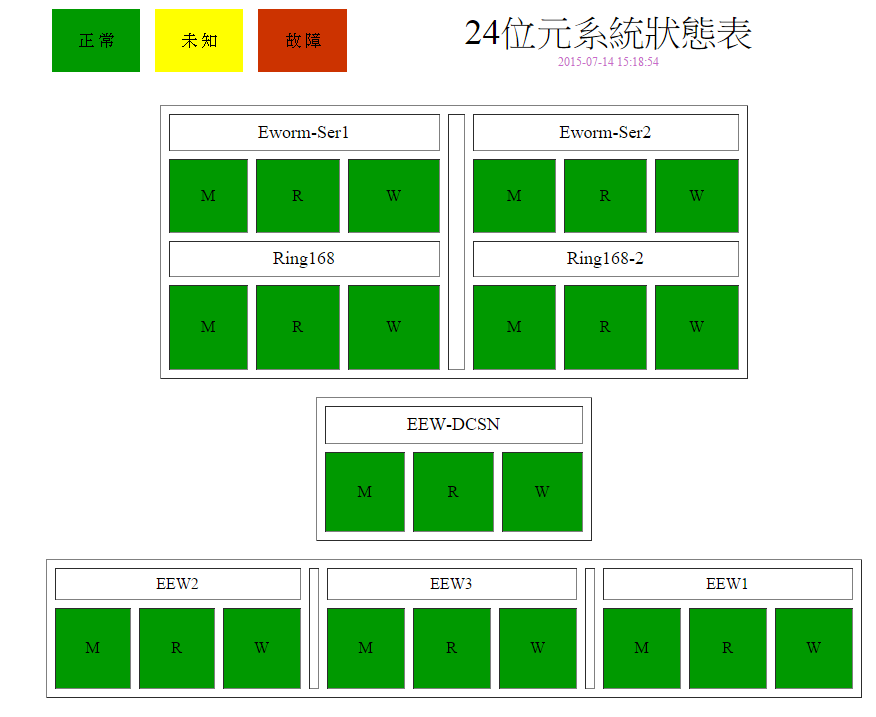 正常 未知 故障
24位元系統狀態表
2015-07-14 15:18:54
Eworm-Ser1 Eworm-Ser2
M R W M R W
Ring168 Ring168-2
M R W M R W
EEW-DCSN
M R W
EEW2 EEW3 EEW1
M R W M R W M R W